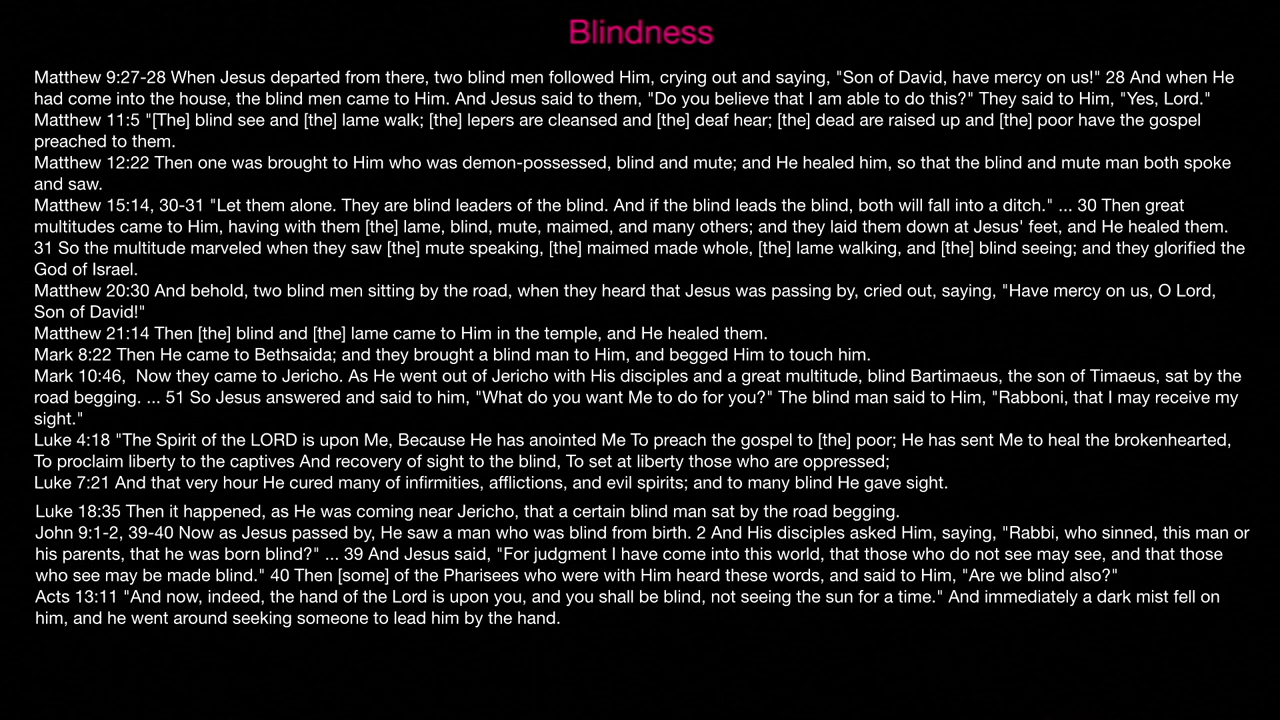 Blindness
Matthew 9:27-28 When Jesus departed from there, two blind men followed Him, crying out and saying, "Son of David, have mercy on us!" 28 And when He
had come into the house, the blind men came to Him. And Jesus said to them, "Do you believe that I am able to do this?" They said to Him, "Yes, Lord."
Matthew 11:5 "[The] blind see and [the] lame walk; [the] lepers are cleansed and [the] deaf hear; [the] dead are raised up and [the] poor have the gospel
preached to them.
Matthew 12:22 Then one was brought to Him who was demon-possessed, blind and mute; and He healed him, so that the blind and mute man both spoke
and saw.
Matthew 15:14, 30-31 "Let them alone. They are blind leaders of the blind. And if the blind leads the blind, both will fall into a ditch." ... 30 Then great
multitudes came to Him, having with them [the] lame, blind, mute, maimed, and many others; and they laid them down at Jesus' feet, and He healed them.
31 So the multitude marveled when they saw [the] mute speaking, [the] maimed made whole, [the] lame walking, and [the] blind seeing; and they glorified the
God of Israel.
Matthew 20:30 And behold, two blind men sitting by the road, when they heard that Jesus was passing by, cried out, saying, "Have mercy on us, O Lord,
Son of David!"
Matthew 21:14 Then [the] blind and [the] lame came to Him in the temple, and He healed them.
Mark 8:22 Then He came to Bethsaida; and they brought a blind man to Him, and begged Him to touch him.
Mark 10:46,  Now they came to Jericho. As He went out of Jericho with His disciples and a great multitude, blind Bartimaeus, the son of Timaeus, sat by the
road begging. ... 51 So Jesus answered and said to him, "What do you want Me to do for you?" The blind man said to Him, "Rabboni, that I may receive my
sight."
Luke 4:18 "The Spirit of the LORD is upon Me, Because He has anointed Me To preach the gospel to [the] poor; He has sent Me to heal the brokenhearted,
To proclaim liberty to the captives And recovery of sight to the blind, To set at liberty those who are oppressed;
Luke 7:21 And that very hour He cured many of infirmities, afflictions, and evil spirits; and to many blind He gave sight.
Luke 18:35 Then it happened, as He was coming near Jericho, that a certain blind man sat by the road begging.
John 9:1-2, 39-40 Now as Jesus passed by, He saw a man who was blind from birth. 2 And His disciples asked Him, saying, "Rabbi, who sinned, this man or
his parents, that he was born blind?" ... 39 And Jesus said, "For judgment I have come into this world, that those who do not see may see, and that those
who see may be made blind." 40 Then [some] of the Pharisees who were with Him heard these words, and said to Him, "Are we blind also?"
Acts 13:11 "And now, indeed, the hand of the Lord is upon you, and you shall be blind, not seeing the sun for a time." And immediately a dark mist fell on
him, and he went around seeking someone to lead him by the hand.